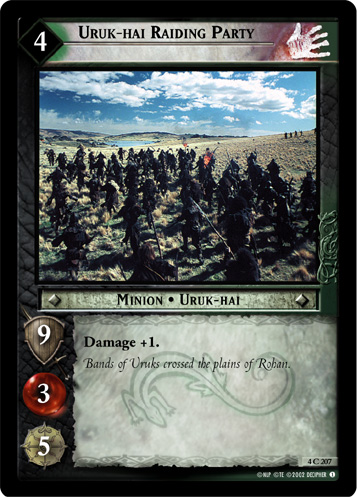 4
Uruk-hai Raiding Party
Minion • Uruk-hai
9
Damage +1.
Bands of Uruks crossed the plains of Rohan.
3
5
4 C 207
©NLP ©TE ©2002 DECIPHER 1